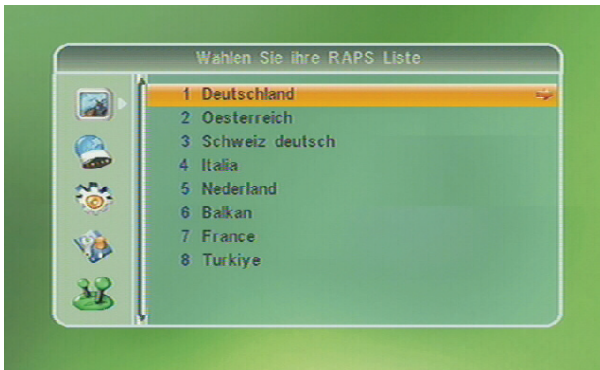 Wahlen Sie ihre RAPS Liste
1 Deutschland
2 Oesterreich
3 Schweiz deutsch
4 Italia
5 Nederland
6 Balkan
7 France
8 Turkiye